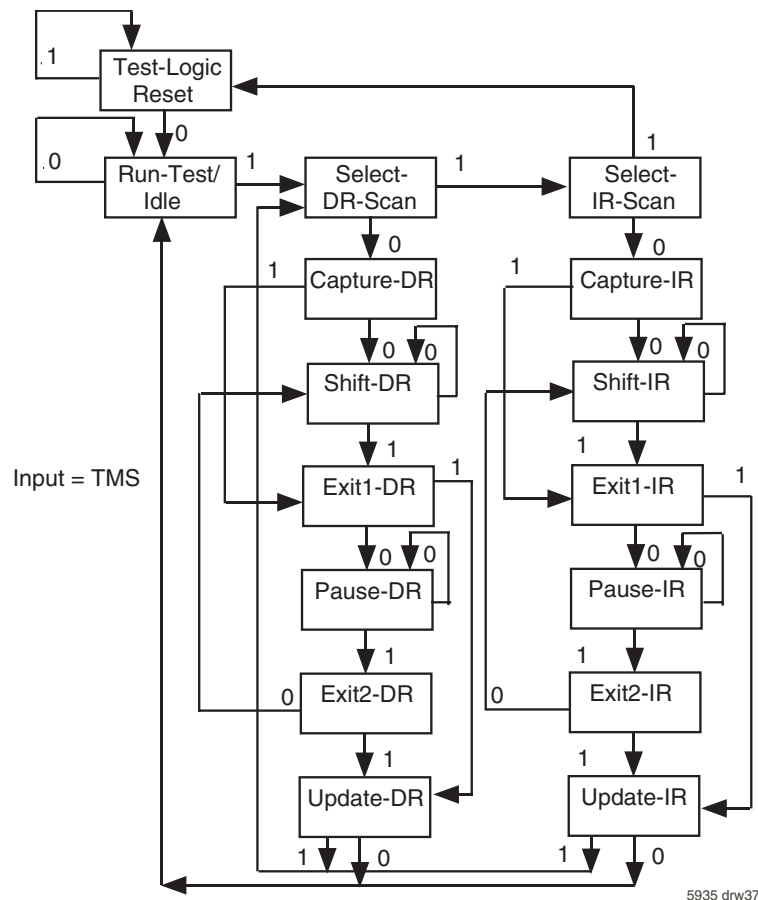 .1
Test-Logic
Reset
0
.0
Run-Test/
Idle
1
Select-
DR-Scan
1
Select-
IR-Scan
1
0
0
1
Capture-DR
1
Capture-IR
0
0
0
0
Shift-DR
Shift-IR
1
1
Input = TMS
Exit1-DR
1
Exit1-IR
1
0
0
0
0
Pause-DR
Pause-IR
1
1
0
Exit2-DR
0
Exit2-IR
1
1
Update-DR
Update-IR
1
0
1
0
5935 drw37